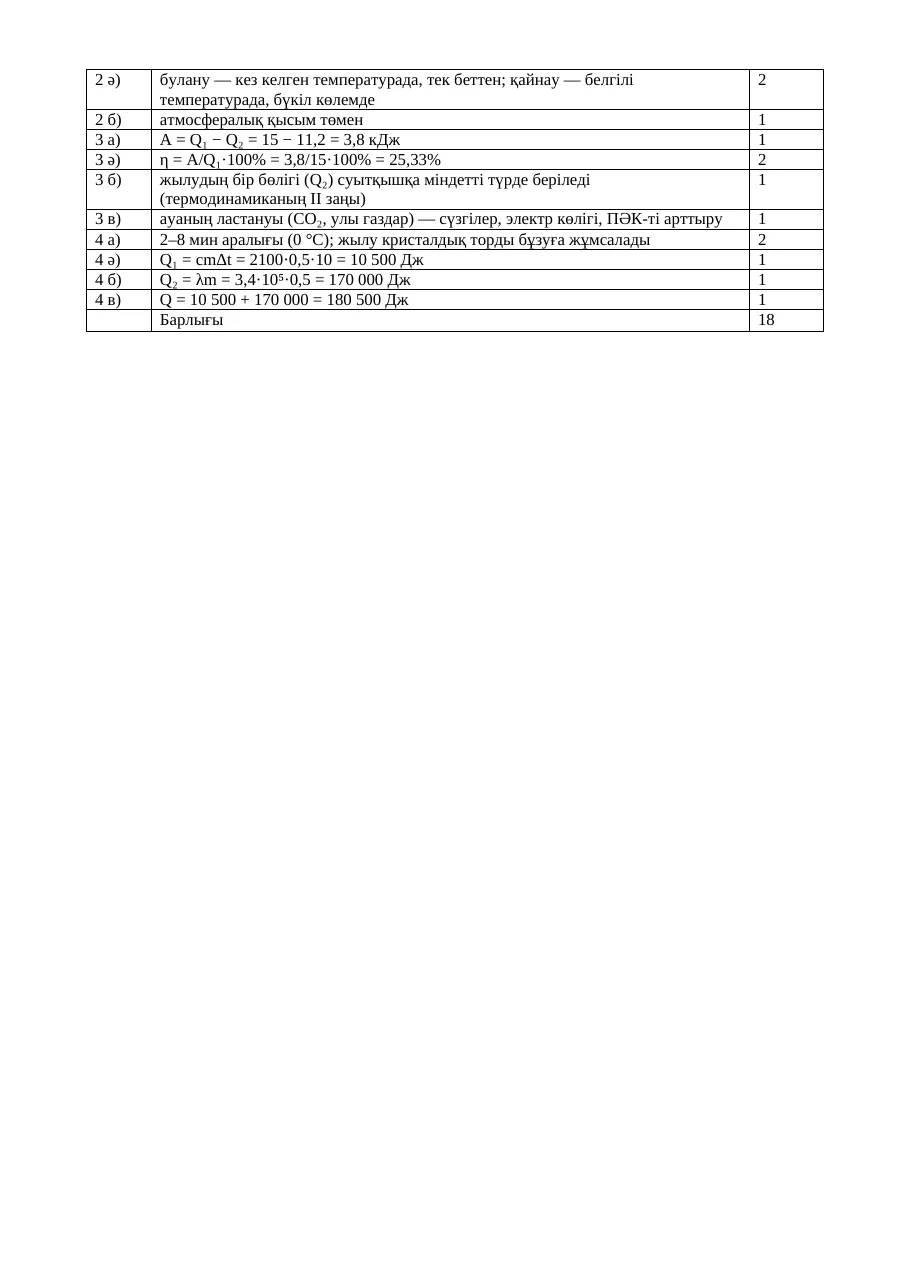 2 ә) булану — кез келген температурада, тек беттен; қайнау — белгілі 2
температурада, бүкіл көлемде
2 б) атмосфералық қысым төмен 1
3 а) A = Q₁ − Q₂ = 15 − 11,2 = 3,8 кДж 1
3 ә) η = A/Q₁·100% = 3,8/15·100% = 25,33% 2
3 б) жылудың бір бөлігі (Q₂) суытқышқа міндетті түрде беріледі 1
(термодинамиканың II заңы)
3 в) ауаның ластануы (CO₂, улы газдар) — сүзгілер, электр көлігі, ПӘК-ті арттыру 1
4 а) 2–8 мин аралығы (0 °C); жылу кристалдық торды бұзуға жұмсалады 2
4 ә) Q₁ = cmΔt = 2100·0,5·10 = 10 500 Дж 1
4 б) Q₂ = λm = 3,4·10⁵·0,5 = 170 000 Дж 1
4 в) Q = 10 500 + 170 000 = 180 500 Дж 1
Барлығы 18